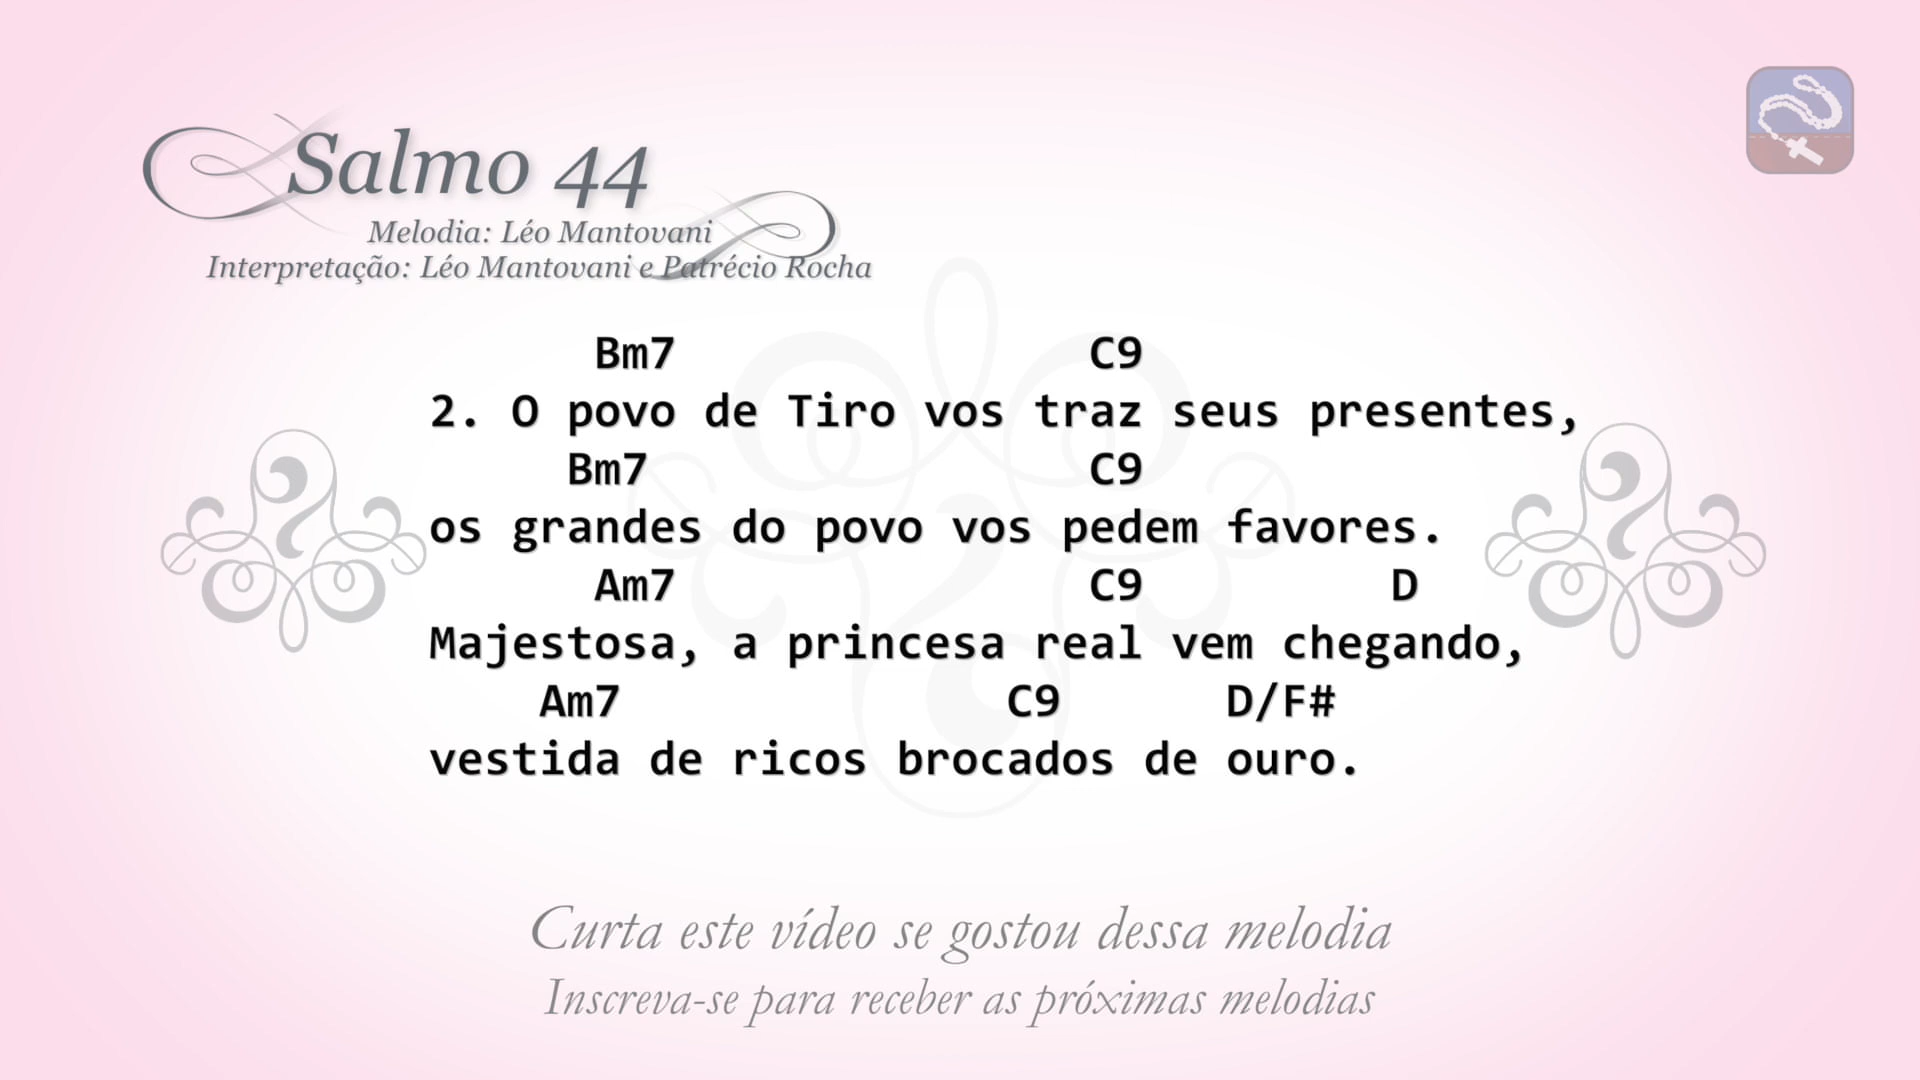 Salmo 44
Melodia: Léo Mantovani
Interpretação: Léo Mantovani e Patrécio Rocha
      Bm7               C9
2. O povo de Tiro vos traz seus presentes,
     Bm7                C9
os grandes do povo vos pedem favores.
      Am7               C9         D
Majestosa, a princesa real vem chegando,
    Am7              C9      D/F#
vestida de ricos brocados de ouro.
Curta este vídeo se gostou dessa melodia
Inscreva-se para receber as próximas melodias